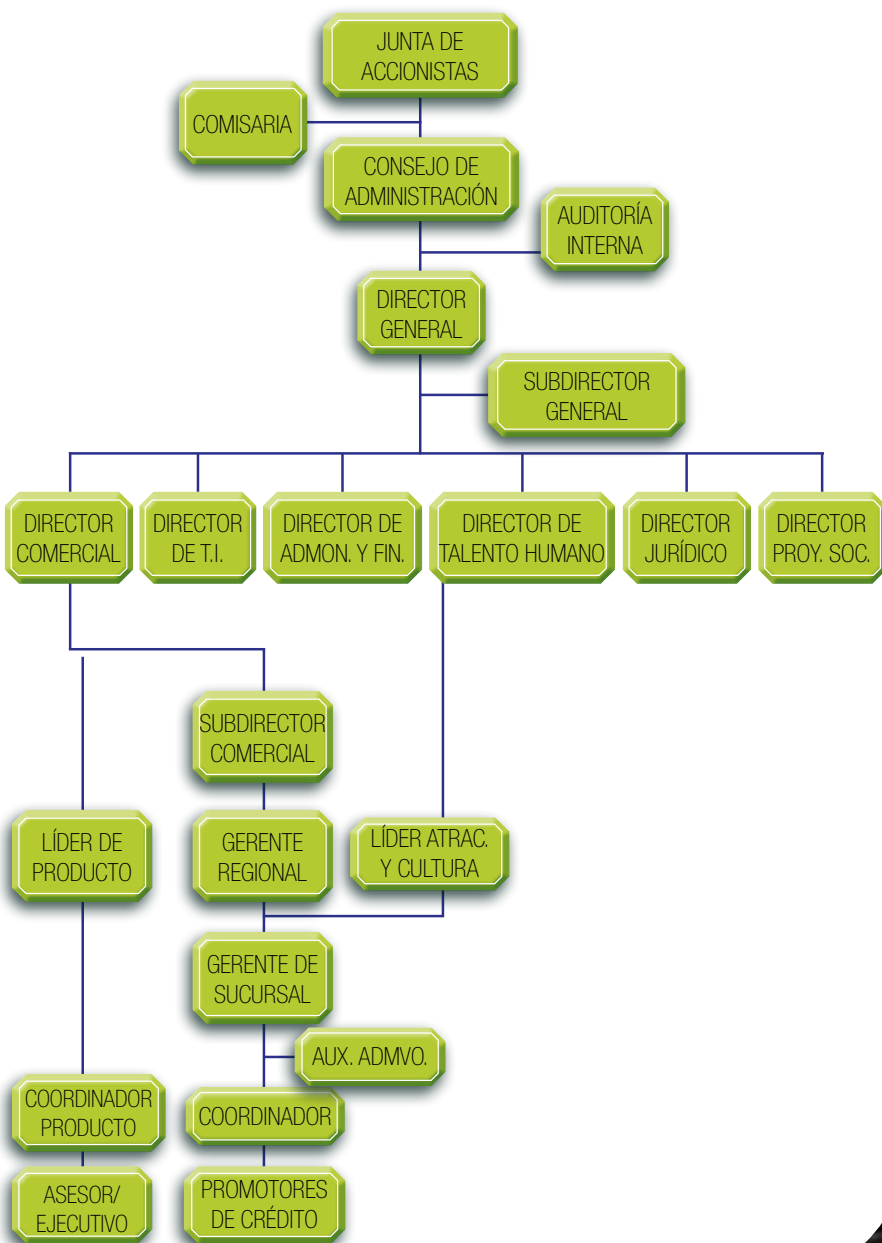 JUNTA DE
ACCIONISTAS
COMISARIA
CONSEJO DE
ADMINISTRACIÓN
AUDITORÍA
INTERNA
DIRECTOR
GENERAL
SUBDIRECTOR
GENERAL
DIRECTOR
COMERCIAL
DIRECTOR
DE T.I.
DIRECTOR DE
ADMON. Y FIN.
DIRECTOR DE
TALENTO HUMANO
DIRECTOR
JURÍDICO
DIRECTOR
PROY. SOC.
SUBDIRECTOR
COMERCIAL
LÍDER DE
PRODUCTO
GERENTE
REGIONAL
LÍDER ATRAC.
Y CULTURA
GERENTE DE
SUCURSAL
AUX. ADMVO.
COORDINADOR
PRODUCTO
COORDINADOR
ASESOR/
EJECUTIVO
PROMOTORES
DE CRÉDITO